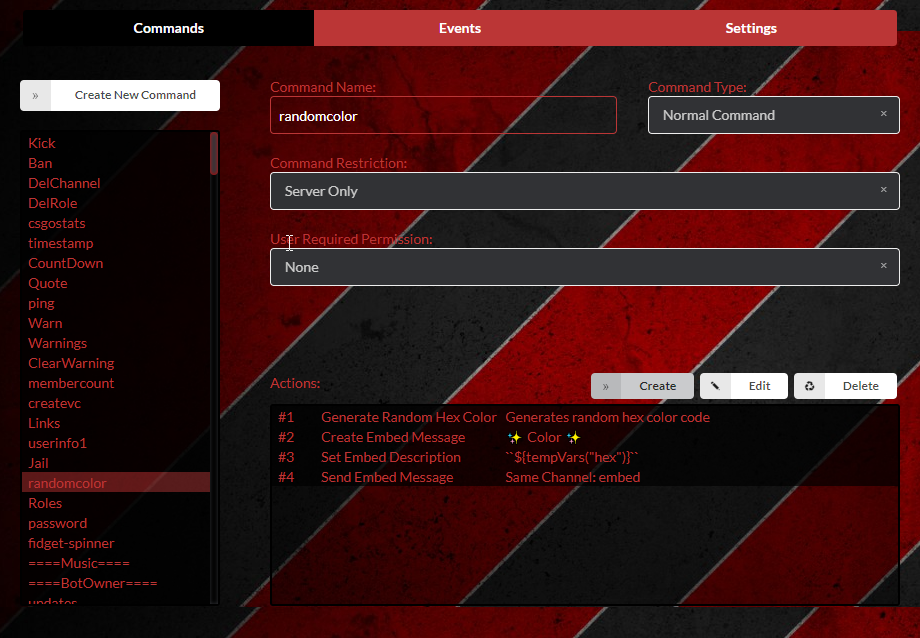 Commands Events Settings
» Create New Command
Command Name:
Command Type:
randomcolor
Normal Command ×
Command Restriction:
Server Only ×
User Required Permission:
None ×
Kick
Ban
DelChannel
DelRole
csgostats
timestamp
CountDown
Quote
ping
Warn
Warnings
ClearWarning
membercount
createvc
Links
userinfo1
Jail
randomcolor
Roles
password
fidget-spinner
====Music====
====BotOwner====
updates
Actions:
» Create
Edit
Delete
#1 Generate Random Hex Color Generates random hex color code
#2 Create Embed Message ✨ Color ✨
#3 Set Embed Description ``${tempVars("hex")}``
#4 Send Embed Message Same Channel: embed